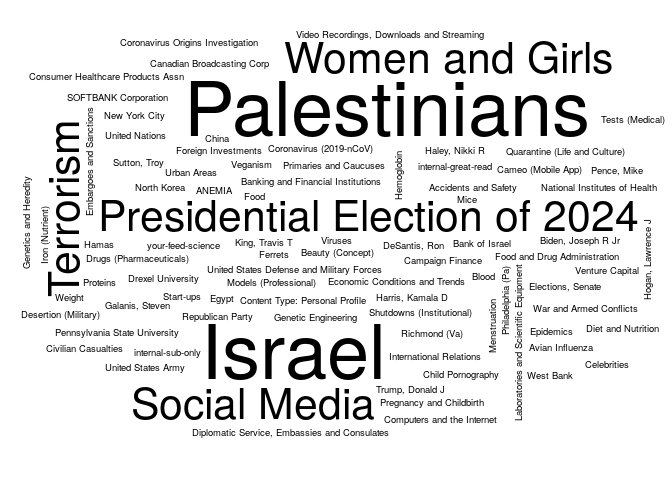 Video Recordings, Downloads and Streaming
Coronavirus Origins Investigation
Women and Girls
Canadian Broadcasting Corp
Consumer Healthcare Products Assn
Palestinians
SOFTBANK Corporation
New York City
Tests (Medical)
Embargoes and Sanctions
Terrorism
United Nations
China
Foreign Investments
Coronavirus (2019-nCoV)
Haley, Nikki R
Quarantine (Life and Culture)
Hemoglobin
Sutton, Troy
Veganism
Primaries and Caucuses
internal-great-read
Cameo (Mobile App)
Pence, Mike
Urban Areas
Genetics and Heredity
North Korea
ANEMIA
Banking and Financial Institutions
Accidents and Safety
National Institutes of Health
Food
Mice
Iron (Nutrient)
Presidential Election of 2024
Hogan, Lawrence J
Hamas
your-feed-science
King, Travis T
Viruses
DeSantis, Ron
Bank of Israel
Biden, Joseph R Jr
Drugs (Pharmaceuticals)
Ferrets
Beauty (Concept)
Campaign Finance
Food and Drug Administration
United States Defense and Military Forces
Venture Capital
Proteins
Drexel University
Models (Professional)
Economic Conditions and Trends
Blood
Philadelphia (Pa)
Laboratories and Scientific Equipment
Elections, Senate
Weight
Start-ups
Egypt
Content Type: Personal Profile
Harris, Kamala D
Menstruation
Galanis, Steven
War and Armed Conflicts
Desertion (Military)
Republican Party
Genetic Engineering
Shutdowns (Institutional)
Pennsylvania State University
Israel
Richmond (Va)
Epidemics
Diet and Nutrition
Civilian Casualties
internal-sub-only
International Relations
Avian Influenza
United States Army
Child Pornography
West Bank
Celebrities
Social Media
Trump, Donald J
Pregnancy and Childbirth
Computers and the Internet
Diplomatic Service, Embassies and Consulates